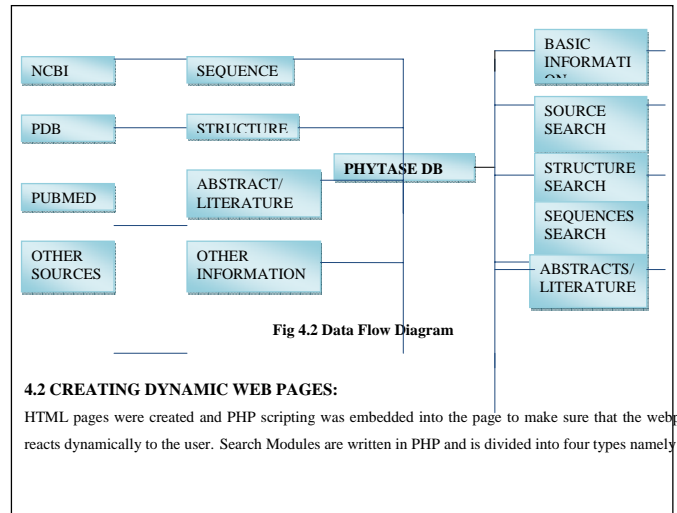 NCBI
SEQUENCE
PDB
STRUCTURE
PUBMED
ABSTRACT/
LITERATURE
OTHER
SOURCES
OTHER
INFORMATION
PHYTASE DB
BASIC
INFORMATI
ON
SOURCE
SEARCH
STRUCTURE
SEARCH
SEQUENCES
SEARCH
ABSTRACTS/
LITERATURE
Fig 4.2 Data Flow Diagram
4.2 CREATING DYNAMIC WEB PAGES:
HTML pages were created and PHP scripting was embedded into the page to make sure that the
reacts dynamically to the user. Search Modules are written in PHP and is divided into four types namely